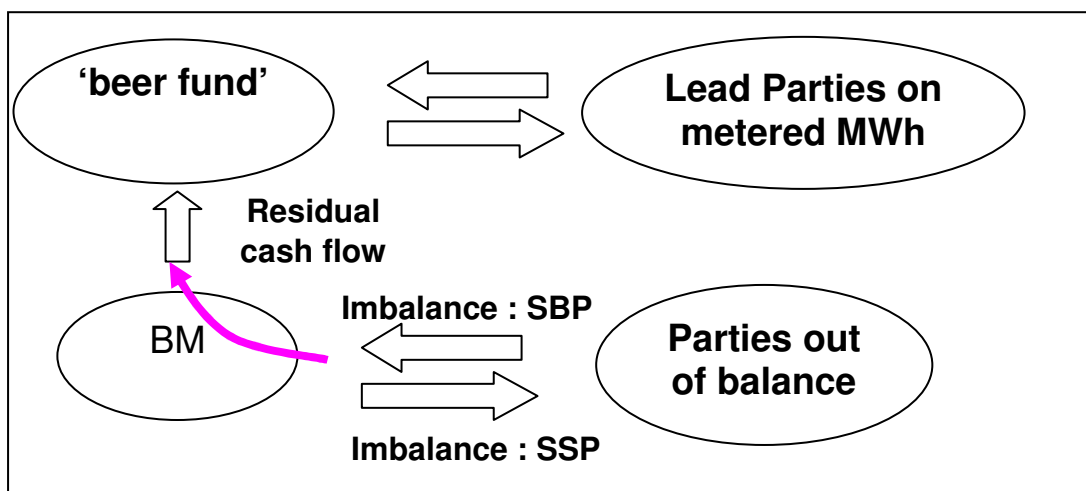 ‘beer fund’
Lead Parties on
metered MWh
Residual
cash flow
Imbalance : SBP
BM
Parties out
of balance
Imbalance : SSP